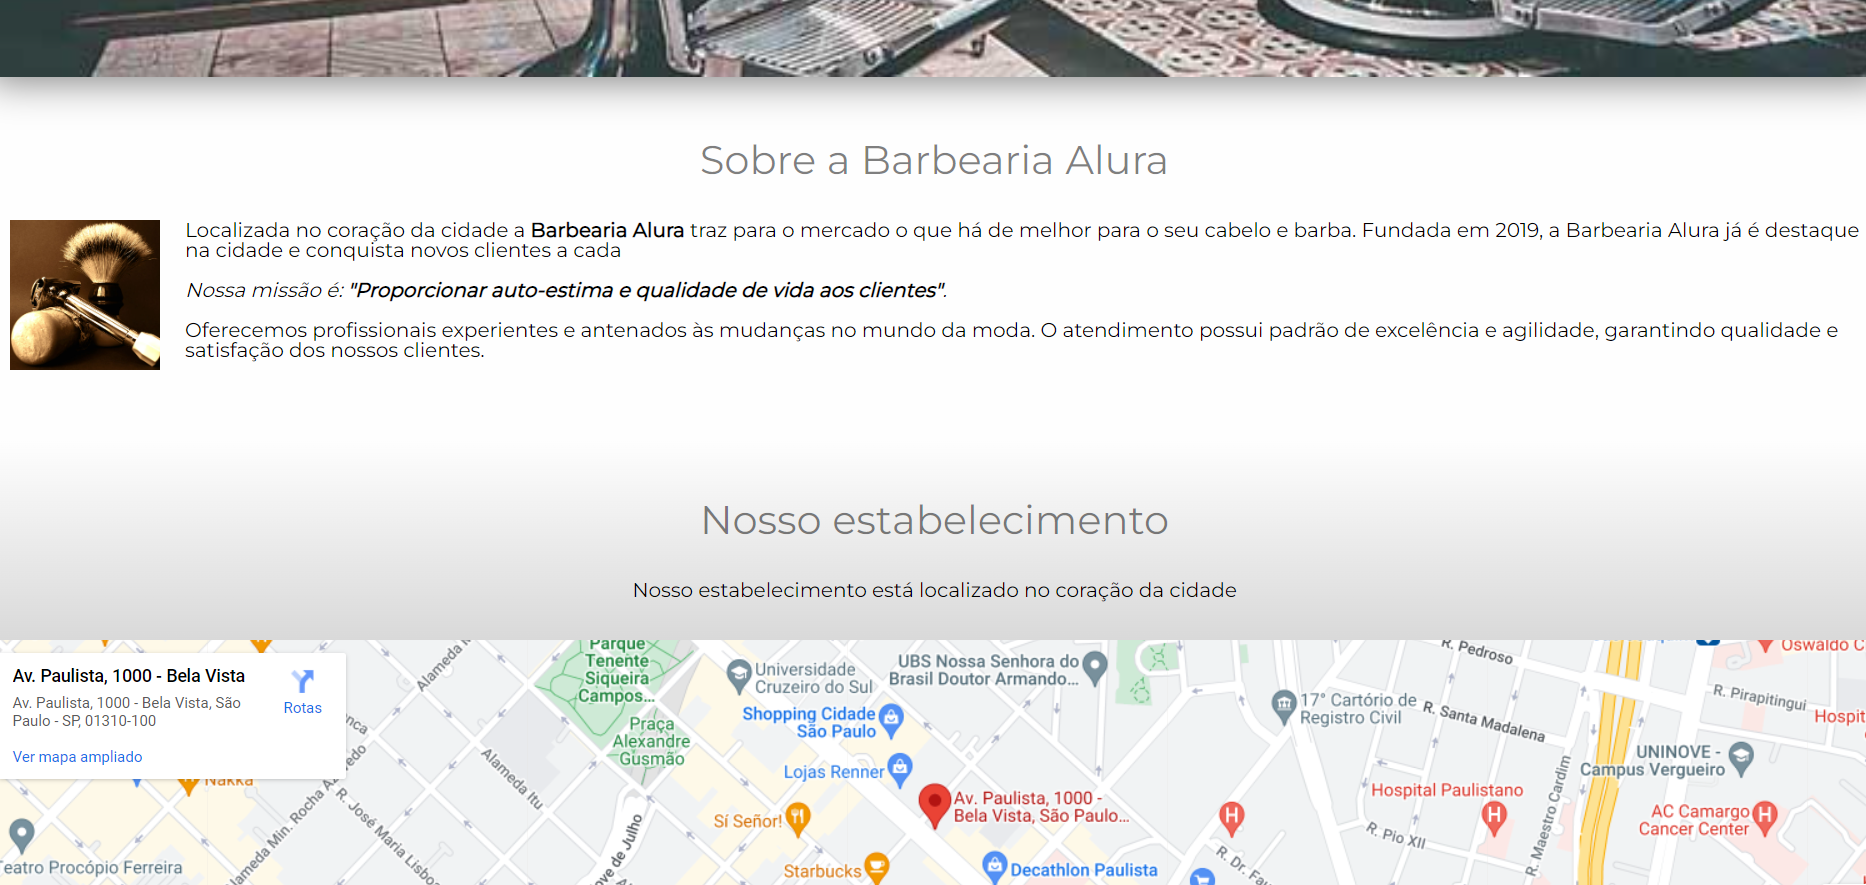 Sobre a Barbearia Alura
Localizada no coração da cidade a Barbearia Alura traz para o mercado o que há de melhor para o seu cabelo e barba. Fundada em 2019, a Barbearia Alura já é destaque
na cidade e conquista novos clientes a cada
Nossa missão é: "Proporcionar auto-estima e qualidade de vida aos clientes".
Oferecemos profissionais experientes e antenados às mudanças no mundo da moda. O atendimento possui padrão de excelência e agilidade, garantindo qualidade e
satisfação dos nossos clientes.
Nosso estabelecimento
Nosso estabelecimento está localizado no coração da cidade
Av. Paulista, 1000 - Bela Vista
Av. Paulista, 1000 - Bela Vista, São
Paulo - SP, 01310-100
Rotas
Ver mapa ampliado
Alameda
Parque
Tenente
Siqueira
Campos...
Praça
Alexandre
Gusmão
Universidade
Cruzeiro do Sul
UBS Nossa Senhora do
Brasil Doutor Armando...
Shopping Cidade
São Paulo
Lojas Renner
17° Cartório de
Registro Civil
R. Pedroso
R. Santa Madalena
Oswaldo C
R. Pirapitingui
Hospit
UNINOVE -
Campus Vergueiro
Nakka
Alameda Itu
R. José Maria Lisbo
Alameda Min. Rocha A
ove de Julho
Av. Paulista, 1000 -
Bela Vista, São Paulo...
Sí Señor!
Hospital Paulistano
H
H
R. Maestro Cardim
AC Camargo
Cancer Center
H
R. Pio XII
eatro Procópio Ferreira
Starbucks
Decathlon Paulista
R. Dr. Fau